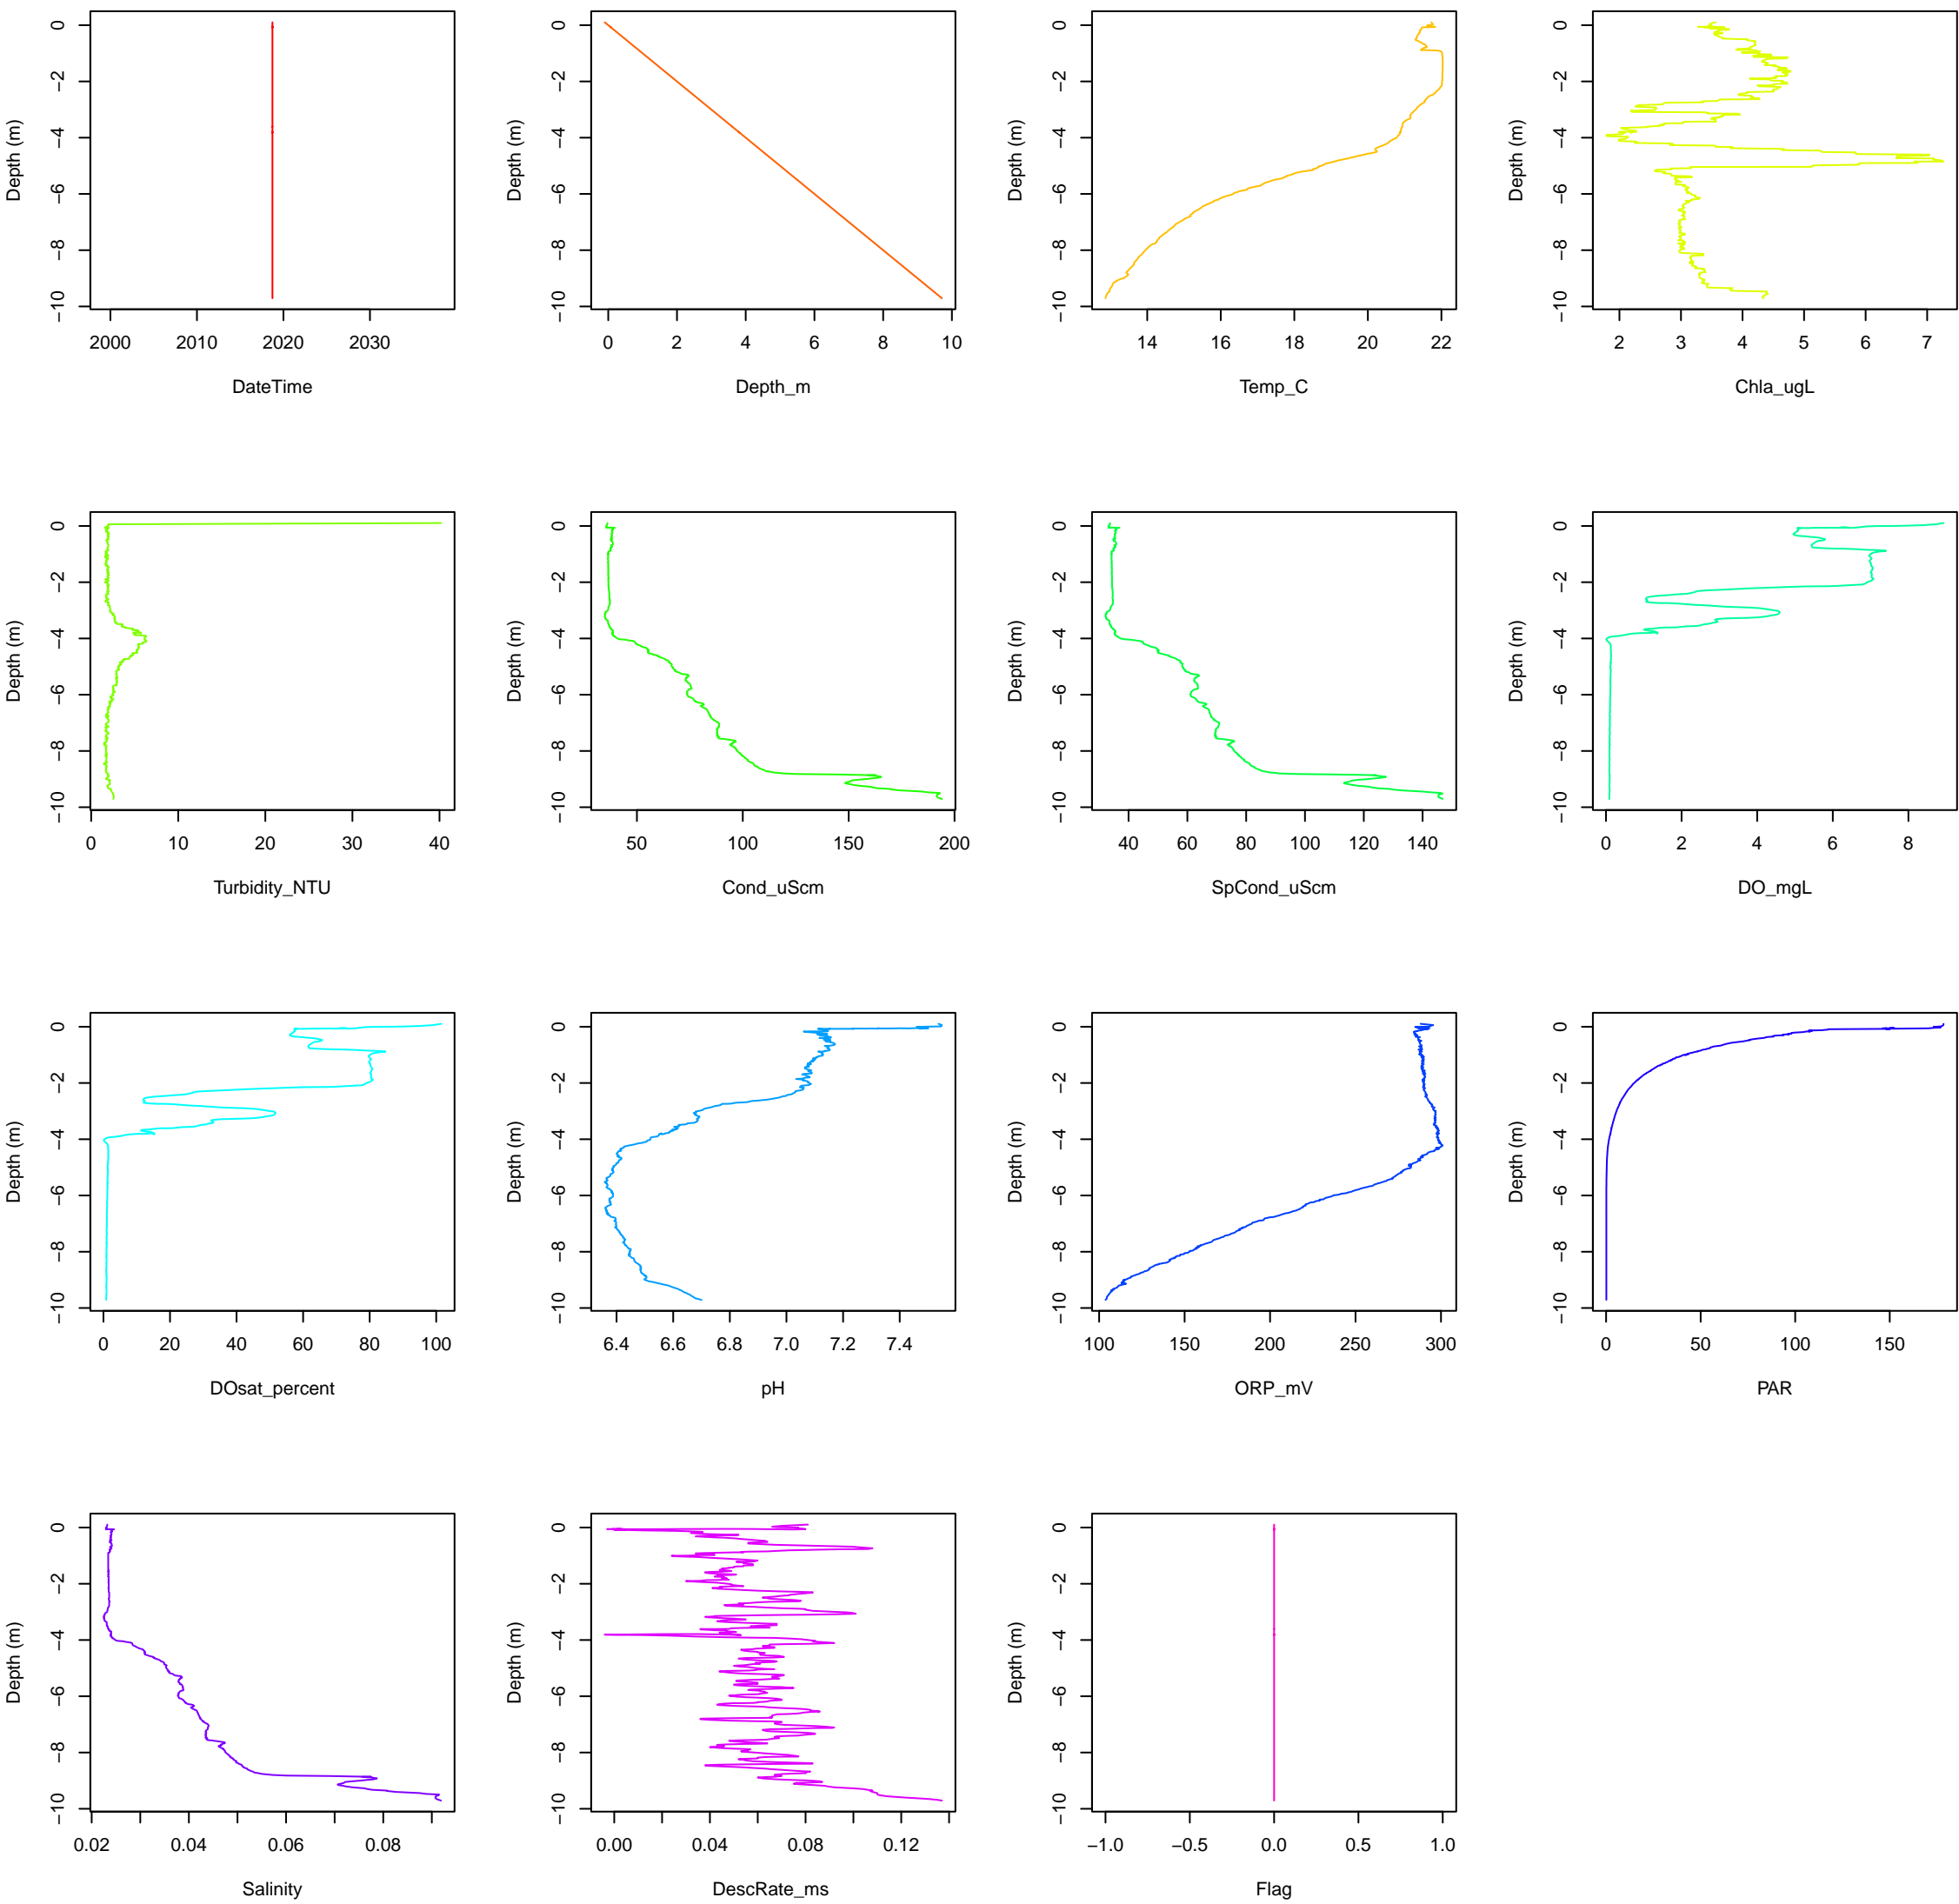 Depth (m)
−10 −8 −6 −4 −2 0
2000 2010 2020 2030
DateTime
Depth (m)
−10 −8 −6 −4 −2 0
0 2 4 6 8 10
Depth_m
Depth (m)
−10 −8 −6 −4 −2 0
14 16 18 20 22
Temp_C
Depth (m)
−10 −8 −6 −4 −2 0
2 3 4 5 6 7
Chla_ugL
Depth (m)
−10 −8 −6 −4 −2 0
0 10 20 30 40
Turbidity_NTU
Depth (m)
−10 −8 −6 −4 −2 0
50 100 150 200
Cond_uScm
Depth (m)
−10 −8 −6 −4 −2 0
40 60 80 100 120 140
SpCond_uScm
Depth (m)
−10 −8 −6 −4 −2 0
0 2 4 6 8
DO_mgL
Depth (m)
−10 −8 −6 −4 −2 0
0 20 40 60 80 100
DOsat_percent
Depth (m)
−10 −8 −6 −4 −2 0
6.4 6.6 6.8 7.0 7.2 7.4
pH
Depth (m)
−10 −8 −6 −4 −2 0
100 150 200 250 300
ORP_mV
Depth (m)
−10 −8 −6 −4 −2 0
0 50 100 150
PAR
Depth (m)
−10 −8 −6 −4 −2 0
0.02 0.04 0.06 0.08
Salinity
Depth (m)
−10 −8 −6 −4 −2 0
0.00 0.04 0.08 0.12
DescRate_ms
Depth (m)
−10 −8 −6 −4 −2 0
−1.0 −0.5 0.0 0.5 1.0
Flag